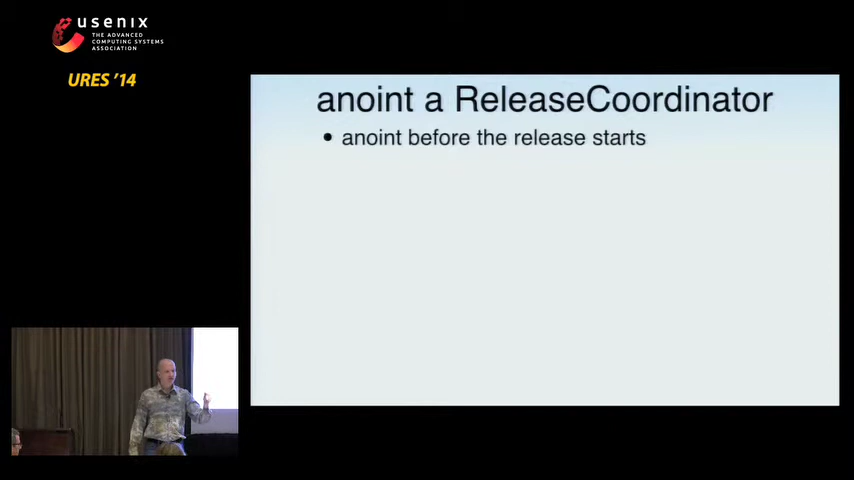 usenix
THE ADVANCED
COMPUTING SYSTEMS
ASSOCIATION
URES '14
anoint a ReleaseCoordinator
• anoint before the release starts